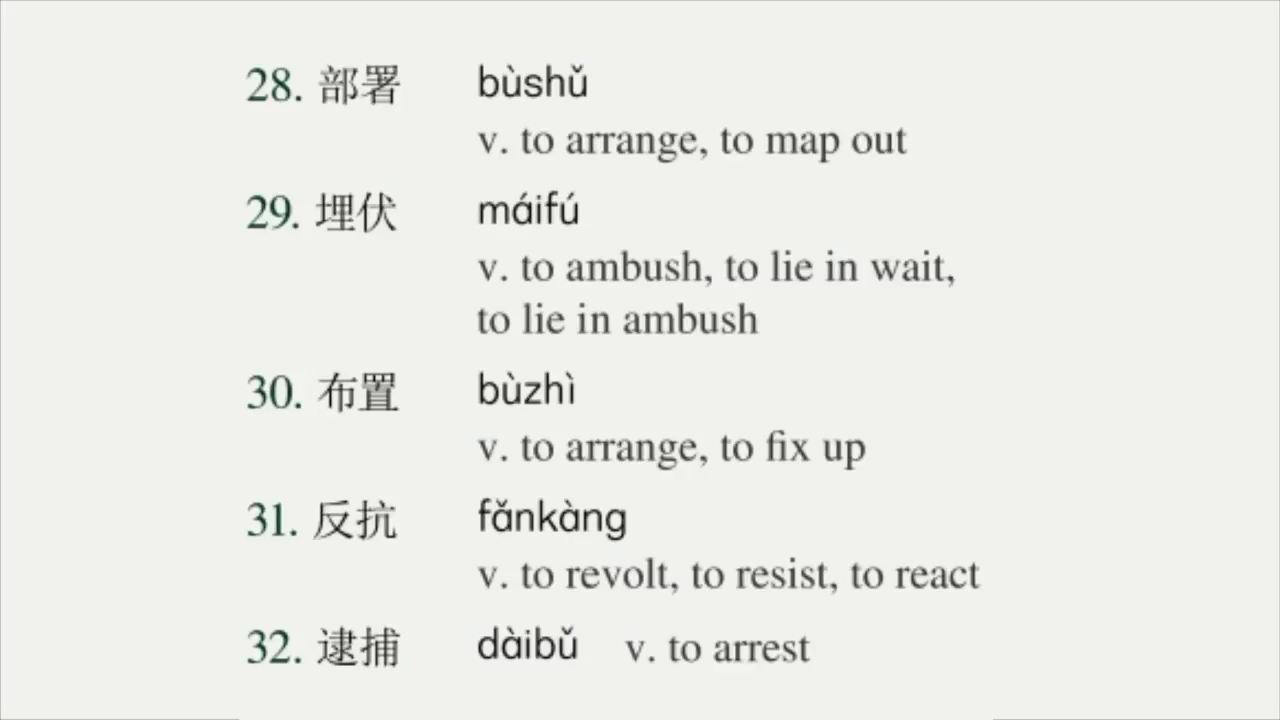 28. 部署 bùshǔ
v. to arrange, to map out
29. 埋伏 máifú
v. to ambush, to lie in wait,
to lie in ambush
30. 布置 bùzhì
v. to arrange, to fix up
31. 反抗 fǎnkàng
v. to revolt, to resist, to react
32. 逮捕 dàibǔ v. to arrest